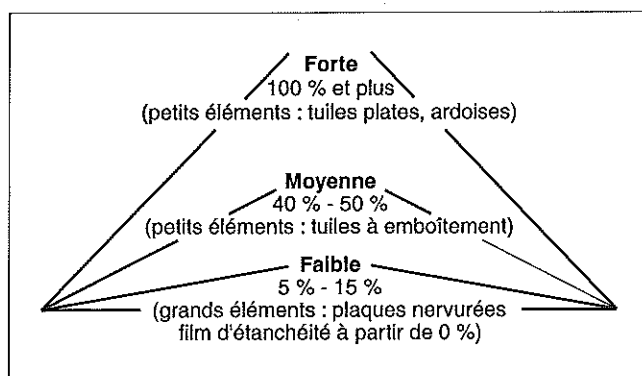 Forte
100 % et plus
(petits éléments : tuiles plates, ardoises)
Moyenne
40 % - 50 %
(petits éléments : tuiles à emboîtement)
Faible
5 % - 15 %
(grands éléments : plaques nervurées
film d'étanchéité à partir de 0 %)